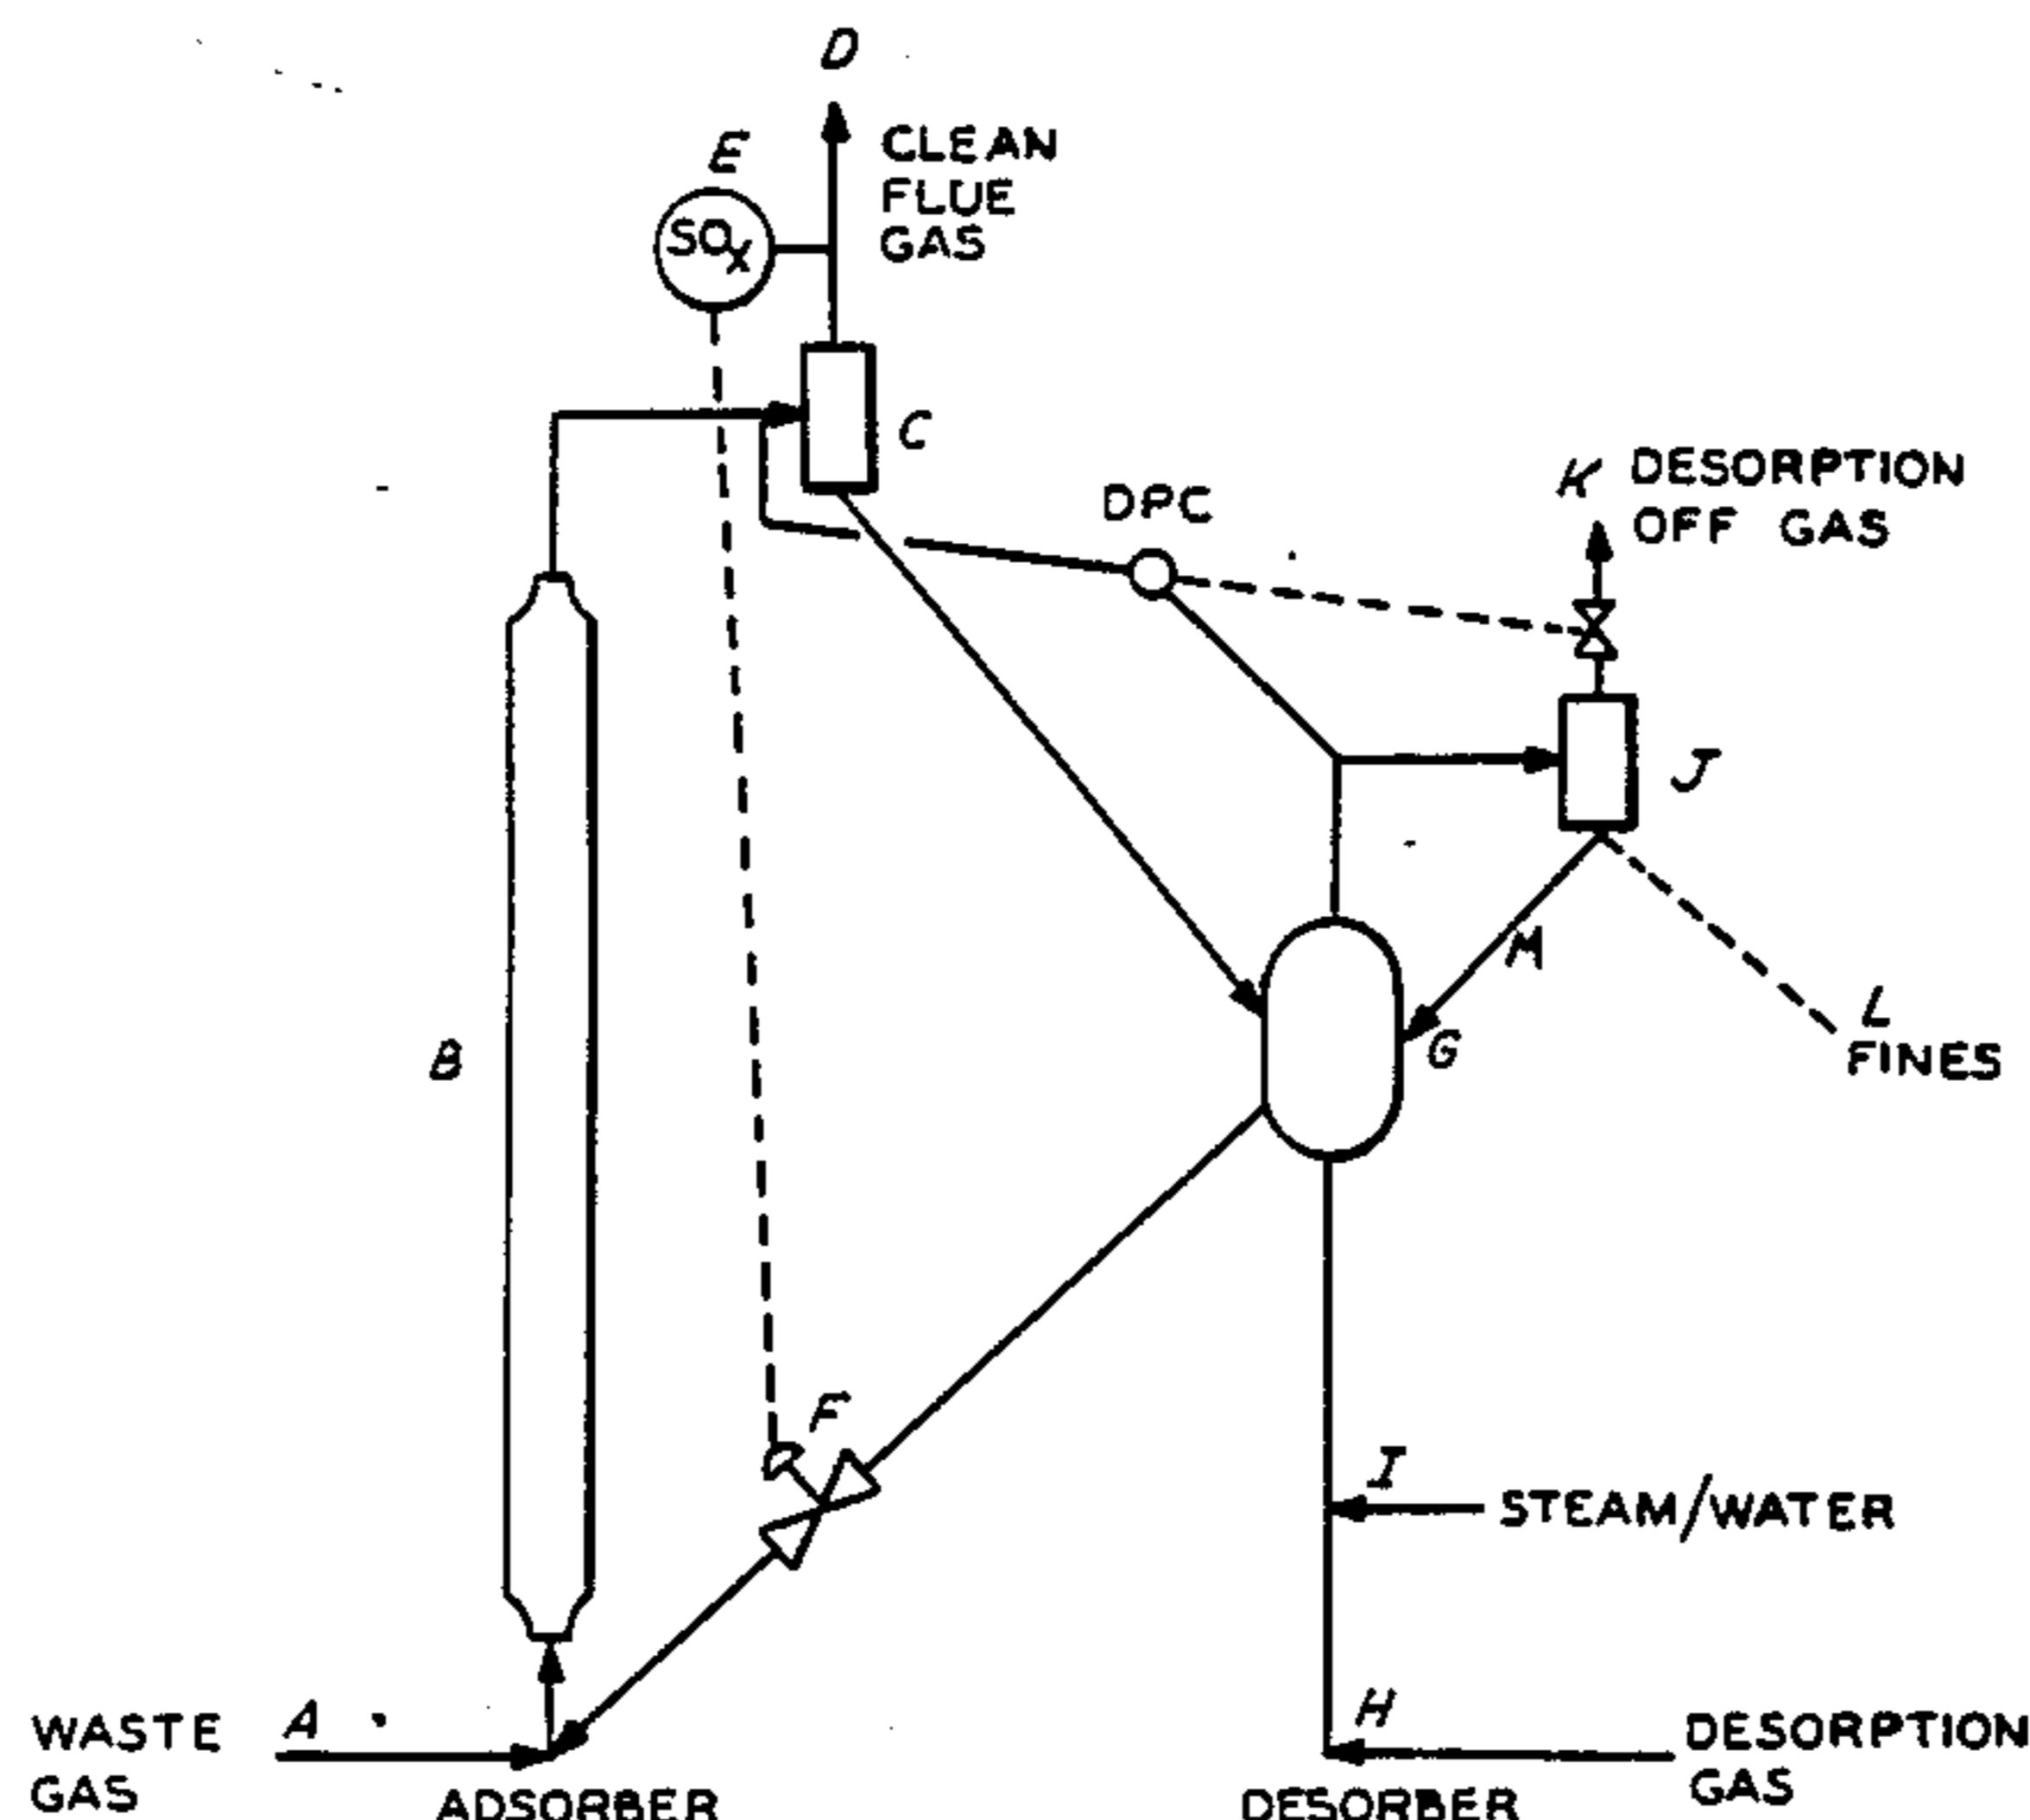 D
CLEAN
FLUE
GAS
E
SOx
C
DPC
K
DESORPTION
OFF GAS
J
M
L
FINES
G
B
F
I
STEAM/WATER
H
DESORPTION
GAS
WASTE
GAS
A
ADSORBER
DESORBER